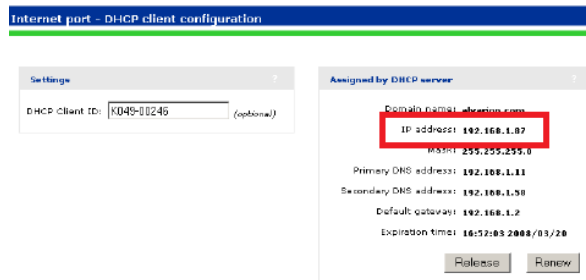 Internet port - DHCP client configuration
Settings ?
DHCP Client ID: K049-00246 (optional)
Assigned by DHCP server ?
Domain name: alvarion.com
IP address: 192.168.1.87
Mask: 255.255.255.0
Primary DNS address: 192.168.1.11
Secondary DNS address: 192.168.1.50
Default gateway: 192.168.1.2
Expiration time: 16:52:03 2008/03/20
Release Renew